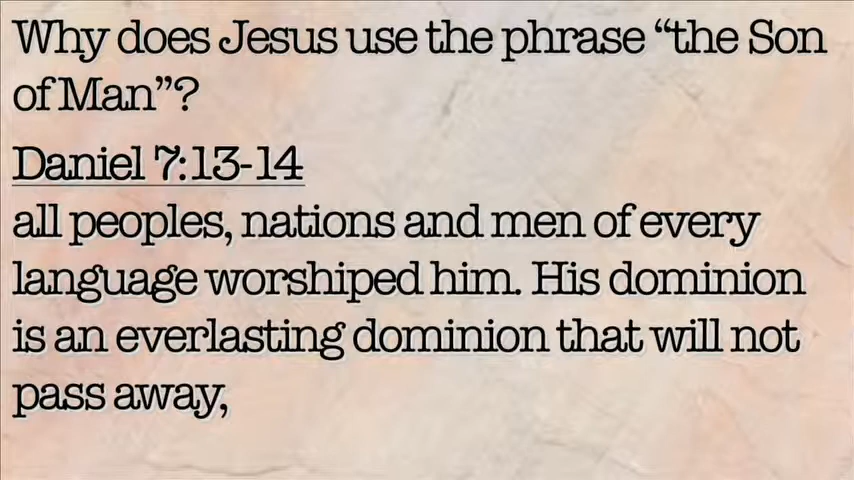 Why does Jesus use the phrase “the Son
of Man”?
Daniel 7:13-14
all peoples, nations and men of every
language worshiped him. His dominion
is an everlasting dominion that will not
pass away,